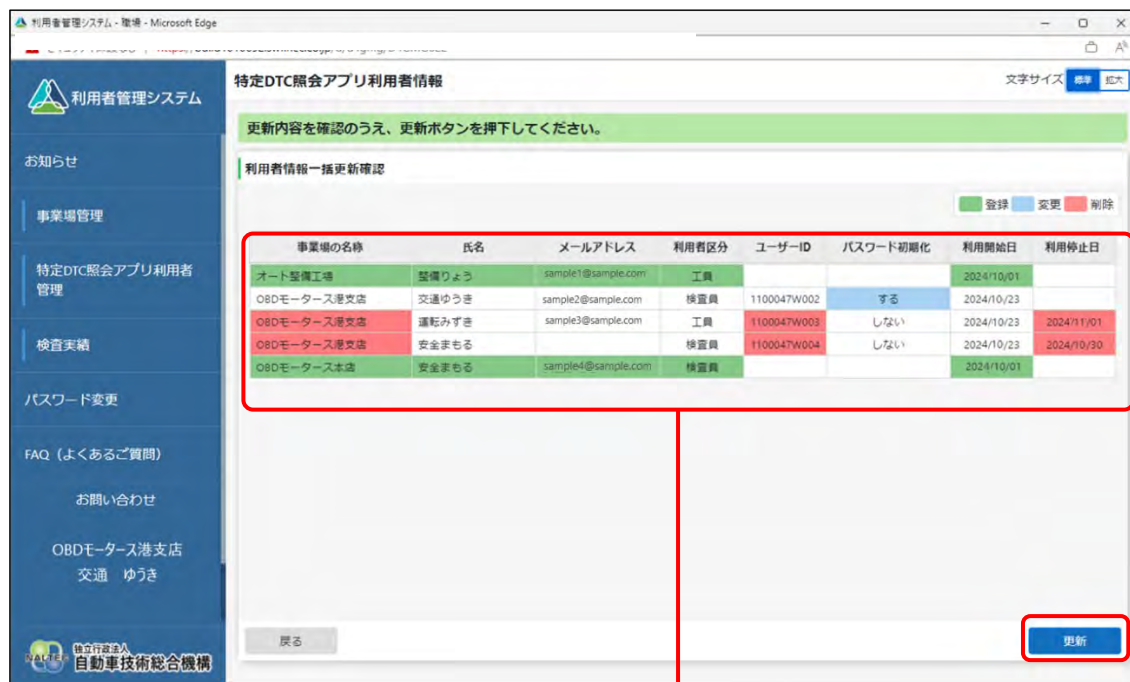 利用者管理システム - 職場 - Microsoft Edge
利用者管理システム
特定DTC照会アプリ利用者情報
文字サイズ 標準 拡大
更新内容を確認のうえ、更新ボタンを押下してください。
お知らせ
事業場管理
特定DTC照会アプリ利用者
管理
検査実績
パスワード変更
FAQ（よくあるご質問）
お問い合わせ
OBDモータース港支店
交通　ゆうき
独立行政法人
自動車技術総合機構
NALTEC
利用者情報一括更新確認
登録 変更 削除
事業場の名称 氏名 メールアドレス 利用者区分 ユーザーID パスワード初期化 利用開始日 利用停止日
オート整備工場 整備りょう sample1@sample.com 工員 2024/10/01
OBDモータース港支店 交通ゆうき sample2@sample.com 検査員 1100047W002 する 2024/10/23
OBDモータース港支店 運転みずき sample3@sample.com 工員 1100047W003 しない 2024/10/23 2024/11/01
OBDモータース港支店 安全まもる 検査員 1100047W004 しない 2024/10/23 2024/10/30
OBDモータース本店 安全まもる sample4@sample.com 検査員 2024/10/01
戻る
更新